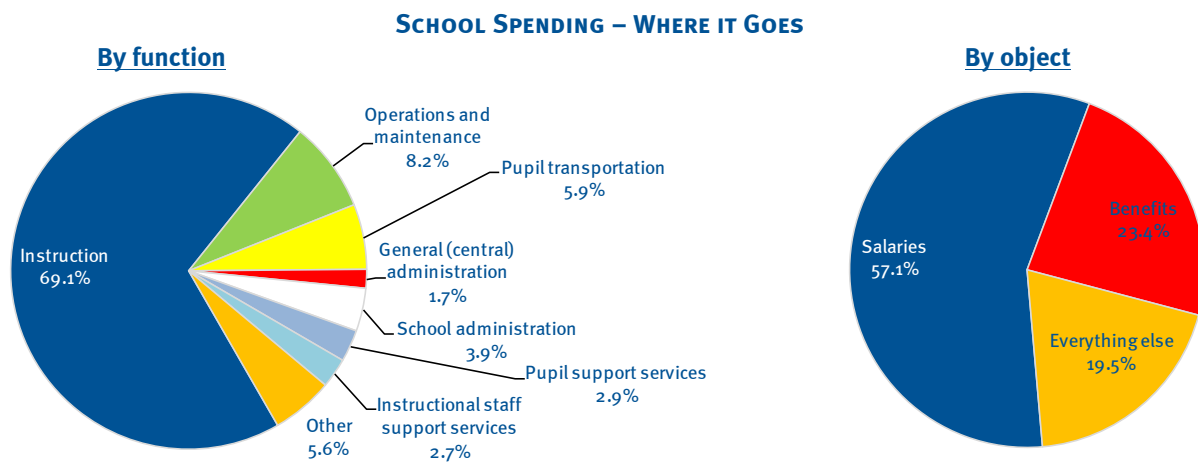 SCHOOL SPENDING – WHERE IT GOES
By function
Operations and
maintenance
8.2%
Pupil transportation
5.9%
General (central)
administration
1.7%
Instruction
69.1%
School administration
3.9%
Pupil support services
2.9%
Instructional staff
support services
2.7%
Other
5.6%
By object
Benefits
23.4%
Salaries
57.1%
Everything else
19.5%